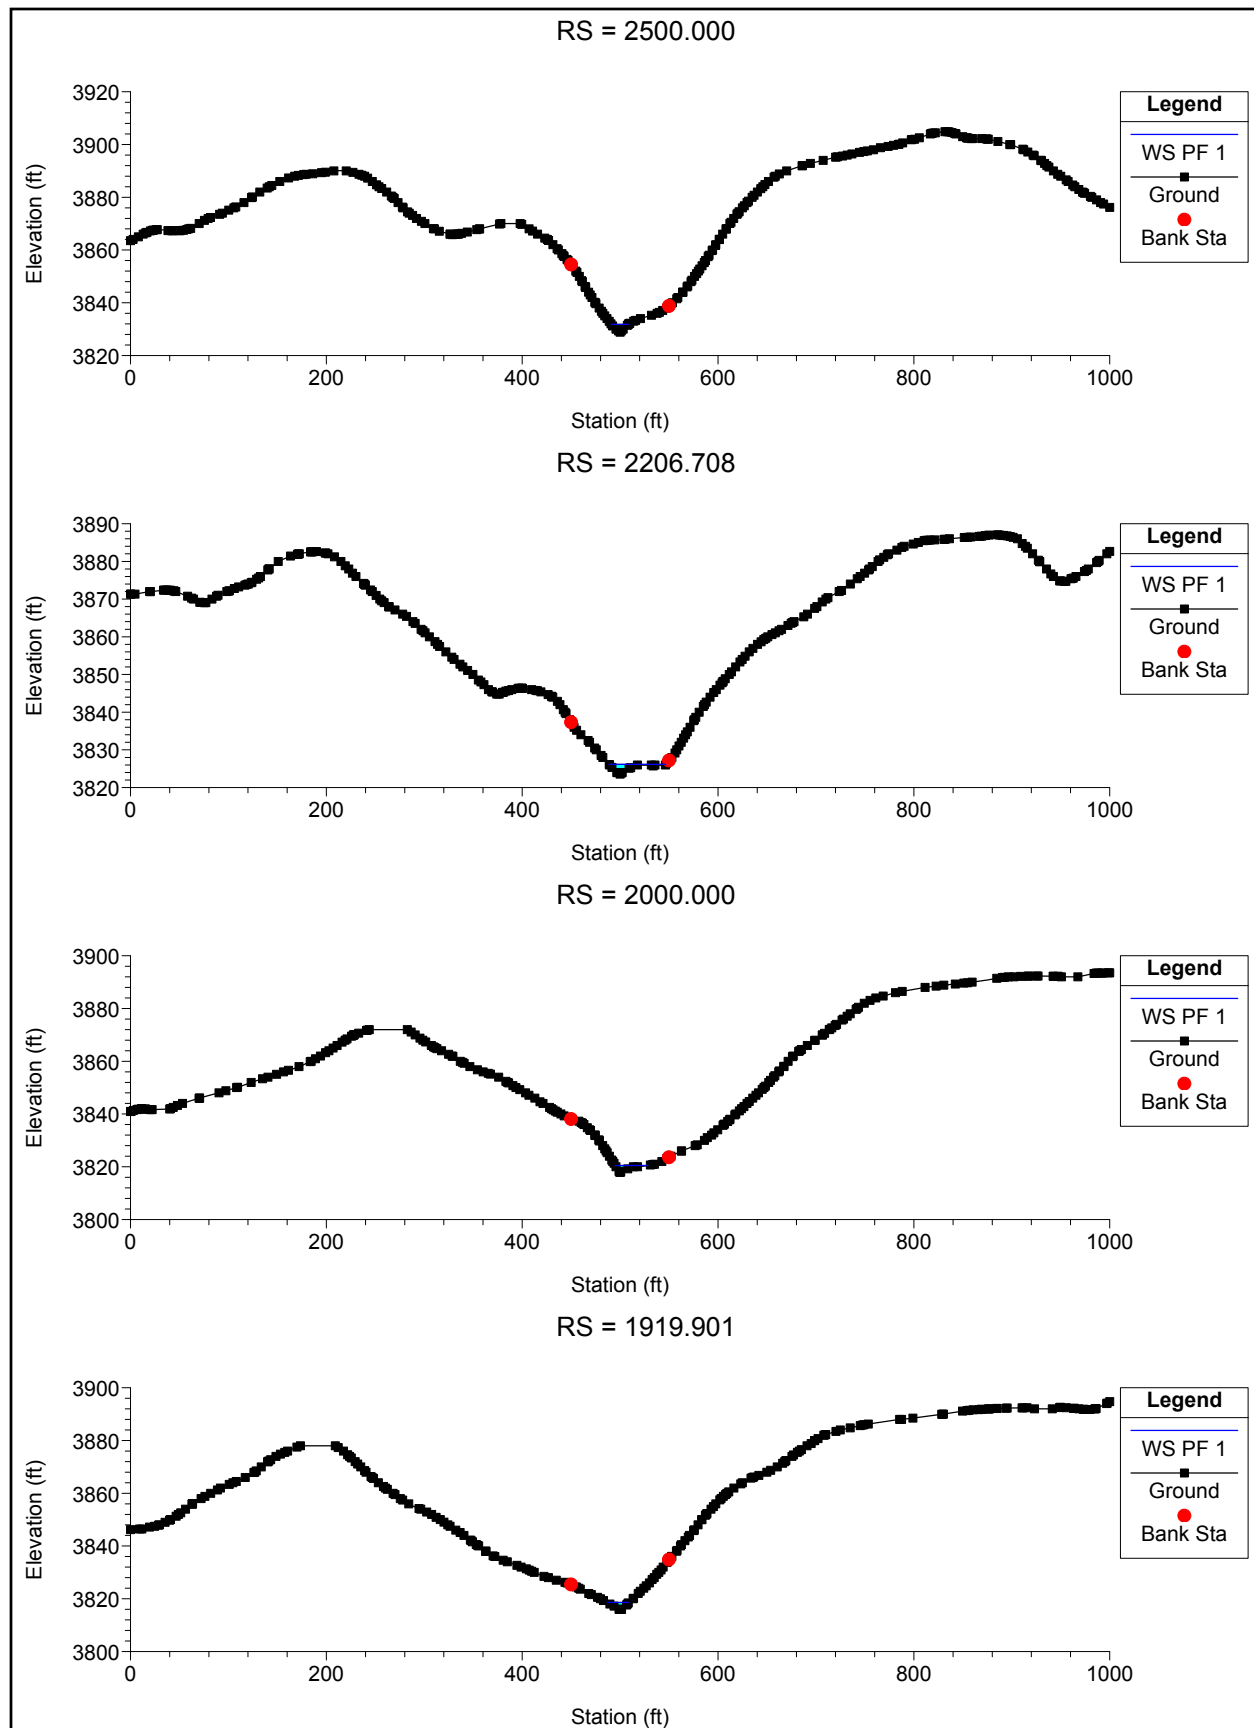 RS = 2500.000
Elevation (ft)
3920
3900
3880
3860
3840
3820
0 200 400 600 800 1000
Station (ft)
Legend
WS PF 1
Ground
Bank Sta
RS = 2206.708
Elevation (ft)
3890
3880
3870
3860
3850
3840
3830
3820
0 200 400 600 800 1000
Station (ft)
Legend
WS PF 1
Ground
Bank Sta
RS = 2000.000
Elevation (ft)
3900
3880
3860
3840
3820
3800
0 200 400 600 800 1000
Station (ft)
Legend
WS PF 1
Ground
Bank Sta
RS = 1919.901
Elevation (ft)
3900
3880
3860
3840
3820
3800
0 200 400 600 800 1000
Station (ft)
Legend
WS PF 1
Ground
Bank Sta